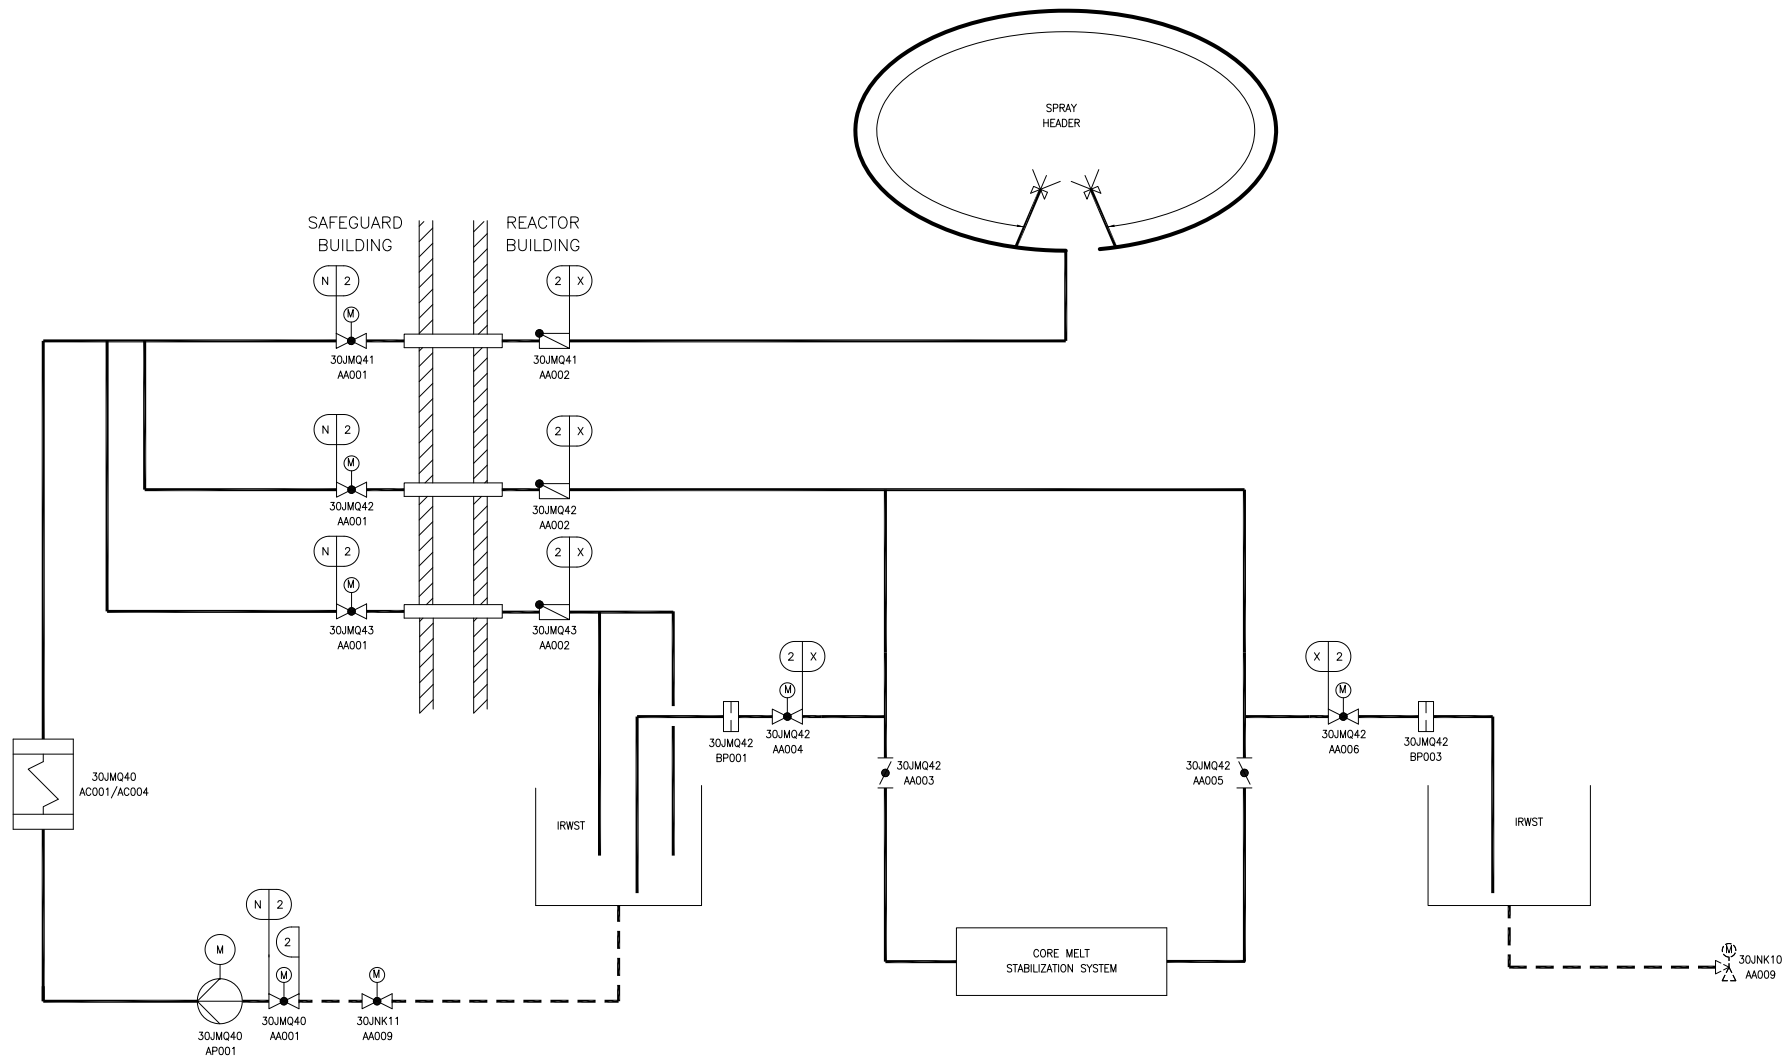 SPRAY
HEADER
SAFEGUARD
BUILDING
REACTOR
BUILDING
N 2
2 X
M
30JMQ41
AA001
30JMQ41
AA002
N 2
2 X
M
30JMQ42
AA001
30JMQ42
AA002
N 2
2 X
M
30JMQ43
AA001
30JMQ43
AA002
2 X
X 2
M
M
30JMQ42
BP001
30JMQ42
AA004
30JMQ42
AA006
30JMQ42
BP003
30JMQ42
AA003
30JMQ42
AA005
30JMQ40
AC001/AC004
IRWST
IRWST
N 2
2
M
M
M
CORE MELT
STABILIZATION SYSTEM
M
30JNK10
AA009
30JMQ40
AP001
30JMQ40
AA001
30JNK11
AA009